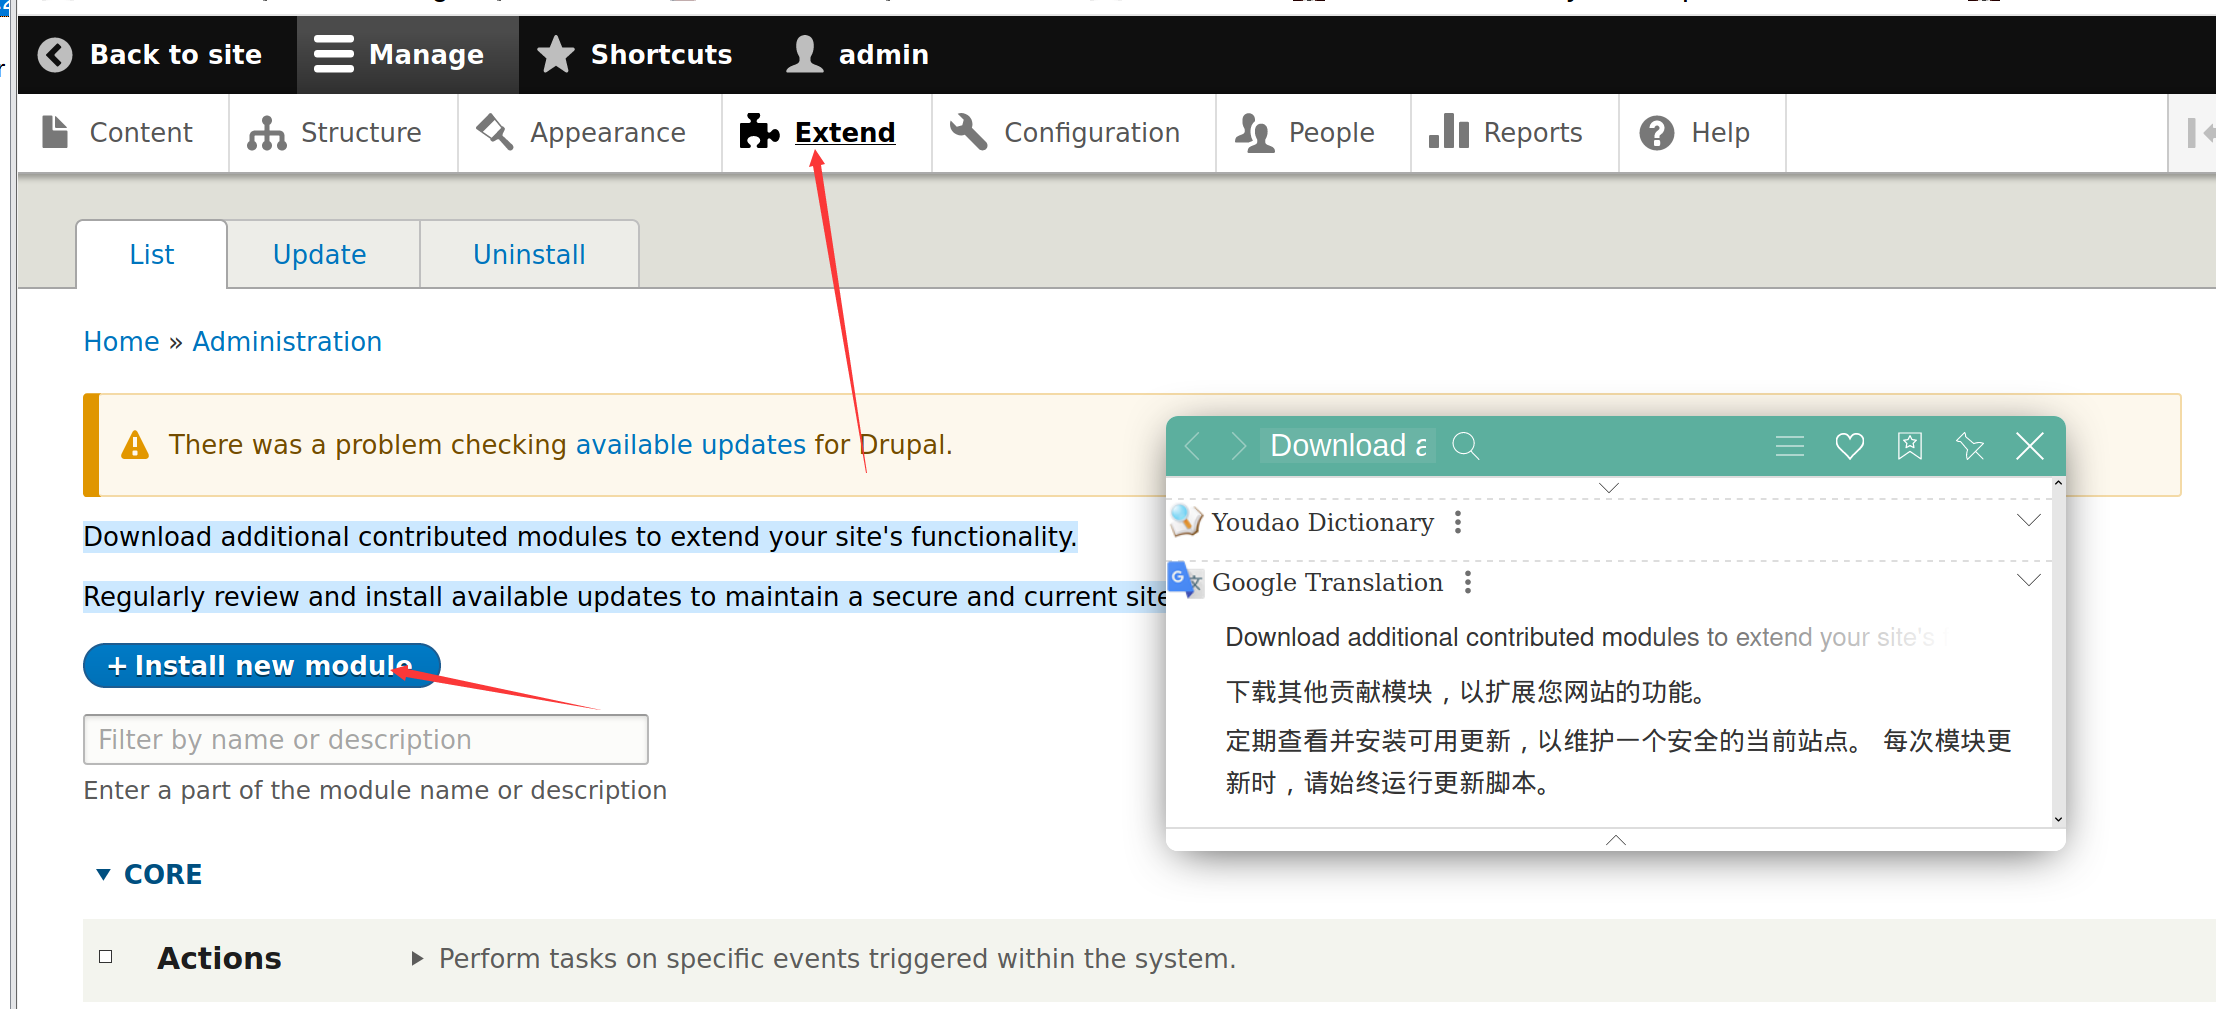 Back to site Manage Shortcuts admin
Content Structure Appearance Extend Configuration People Reports Help
List Update Uninstall
Home » Administration
There was a problem checking available updates for Drupal.
Download additional contributed modules to extend your site's functionality.
Regularly review and install available updates to maintain a secure and current site
+ Install new module
Filter by name or description
Enter a part of the module name or description
CORE
Actions Perform tasks on specific events triggered within the system.
Download a
Youdao Dictionary
Google Translation
Download additional contributed modules to extend your site's
下载其他贡献模块，以扩展您网站的功能。
定期查看并安装可用更新，以维护一个安全的当前站点。 每次模块更
新时，请始终运行更新脚本。